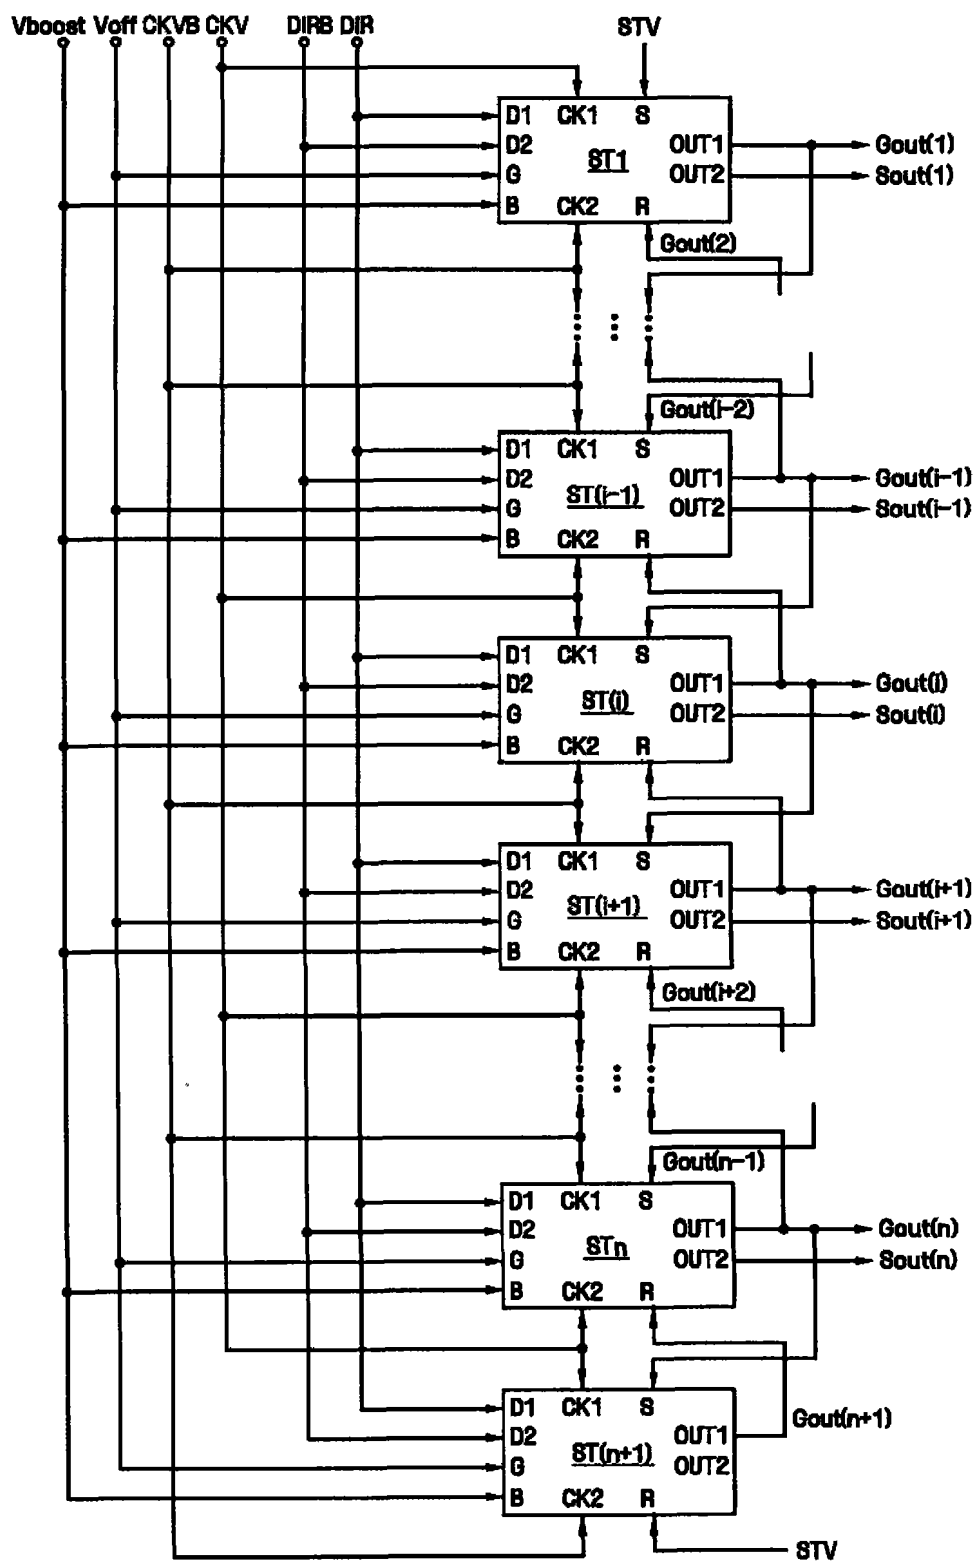 Vboost Voff CKVB CKV DIRB DIR STV
D1 CK1 S
D2 OUT1 Gout(1)
ST1
G OUT2 Sout(1)
B CK2 R
Gout(2)
Gout(i-2)
D1 CK1 S
D2 OUT1 Gout(i-1)
ST(i-1)
G OUT2 Sout(i-1)
B CK2 R
D1 CK1 S
D2 OUT1 Gout(i)
ST(i)
G OUT2 Sout(i)
B CK2 R
D1 CK1 S
D2 OUT1 Gout(i+1)
ST(i+1)
G OUT2 Sout(i+1)
B CK2 R
Gout(i+2)
Gout(n-1)
D1 CK1 S
D2 OUT1 Gout(n)
STn
G OUT2 Sout(n)
B CK2 R
D1 CK1 S
Gout(n+1)
D2 OUT1
ST(n+1)
G OUT2
B CK2 R
STV